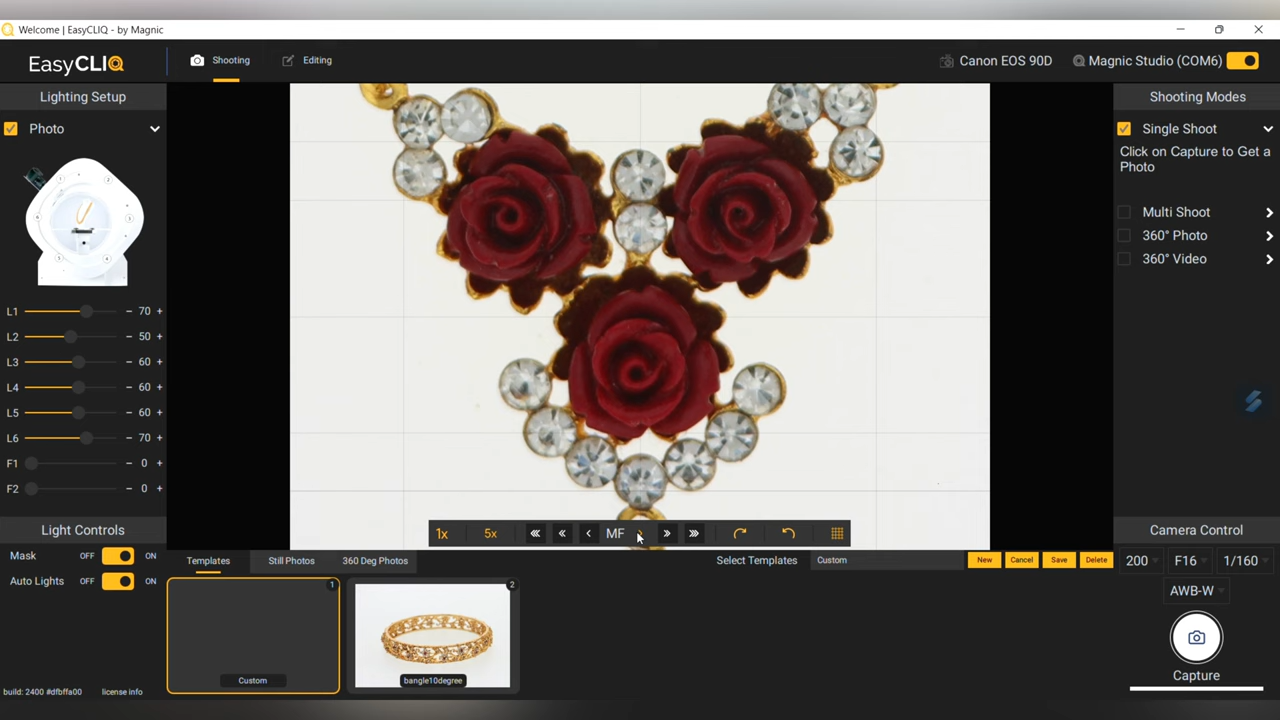 Welcome | EasyCLIQ - by Magnic
EasyCLIQ
Shooting
Editing
Canon EOS 90D
Magnic Studio (COM6)
Lighting Setup
Photo
L1 - 70 +
L2 - 50 +
L3 - 60 +
L4 - 60 +
L5 - 60 +
L6 - 70 +
F1 - 0 +
F2 - 0 +
Light Controls
Mask OFF ON
Auto Lights OFF ON
build: 2400 #dfbffa00 license info
1x 5x MF
Templates Still Photos 360 Deg Photos
Select Templates Custom New Cancel Save Delete
1
Custom
2
bangle10degree
Shooting Modes
Single Shoot
Click on Capture to Get a
Photo
Multi Shoot
360° Photo
360° Video
Camera Control
200 F16 1/160
AWB-W
Capture